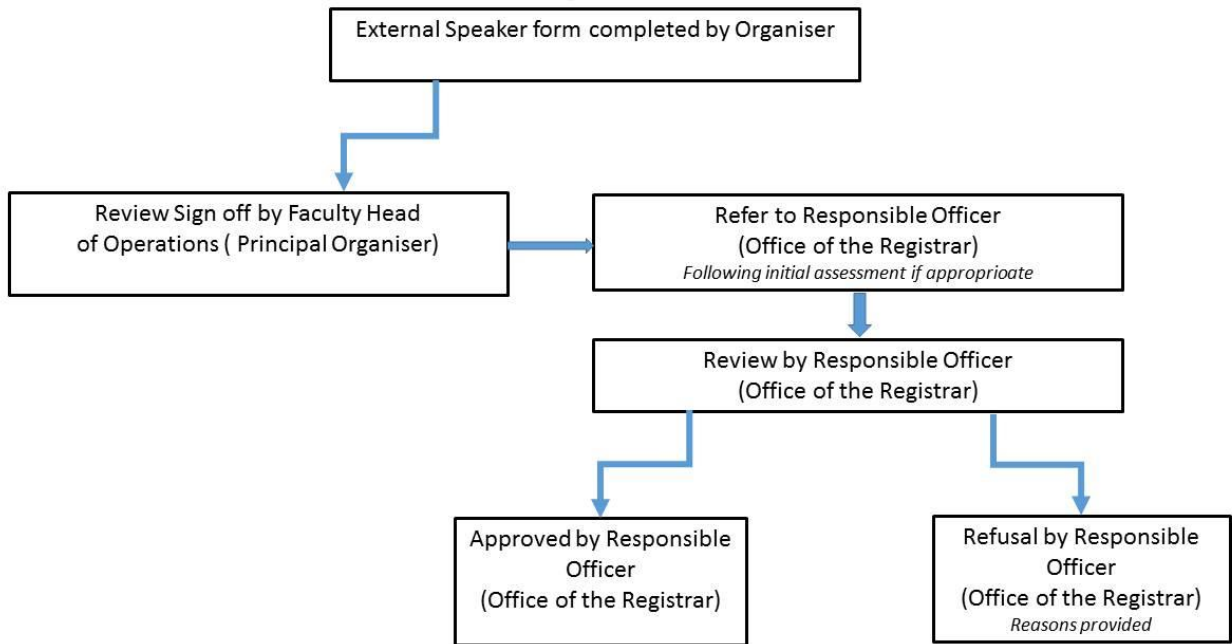 External Speaker form completed by Organiser
Review Sign off by Faculty Head
of Operations ( Principal Organiser)
Refer to Responsible Officer
(Office of the Registrar)
Following initial assessment if approprioate
Review by Responsible Officer
(Office of the Registrar)
Approved by Responsible
Officer
(Office of the Registrar)
Refusal by Responsible
Officer
(Office of the Registrar)
Reasons provided